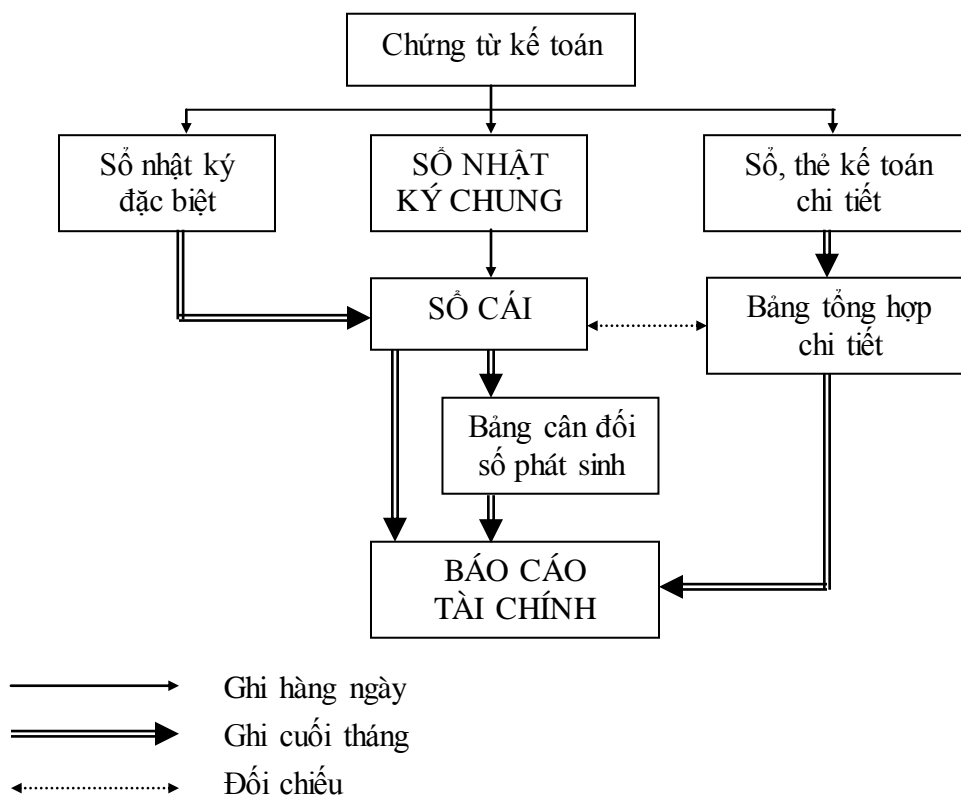 Chứng từ kế toán
Sổ nhật ký
đặc biệt
SỔ NHẬT
KÝ CHUNG
Sổ, thẻ kế toán
chi tiết
SỔ CÁI
Bảng tổng hợp
chi tiết
Bảng cân đối
số phát sinh
BÁO CÁO
TÀI CHÍNH
Ghi hàng ngày
Ghi cuối tháng
Đối chiếu